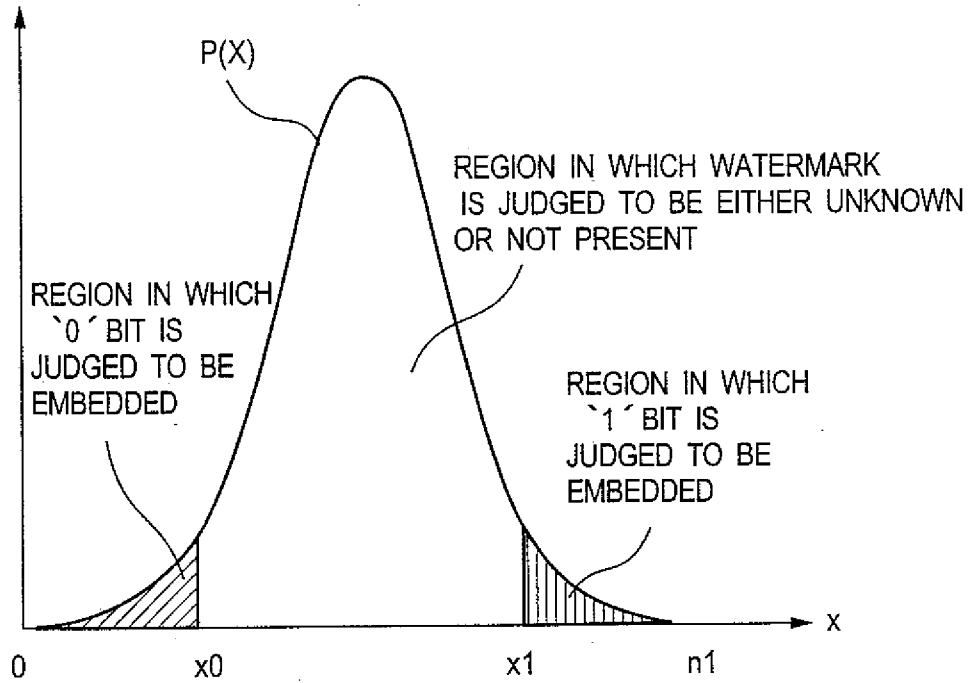 P(X)
REGION IN WHICH WATERMARK
IS JUDGED TO BE EITHER UNKNOWN
OR NOT PRESENT
REGION IN WHICH
`0´ BIT IS
JUDGED TO BE
EMBEDDED
REGION IN WHICH
`1´ BIT IS
JUDGED TO BE
EMBEDDED
x
0
x0
x1
n1